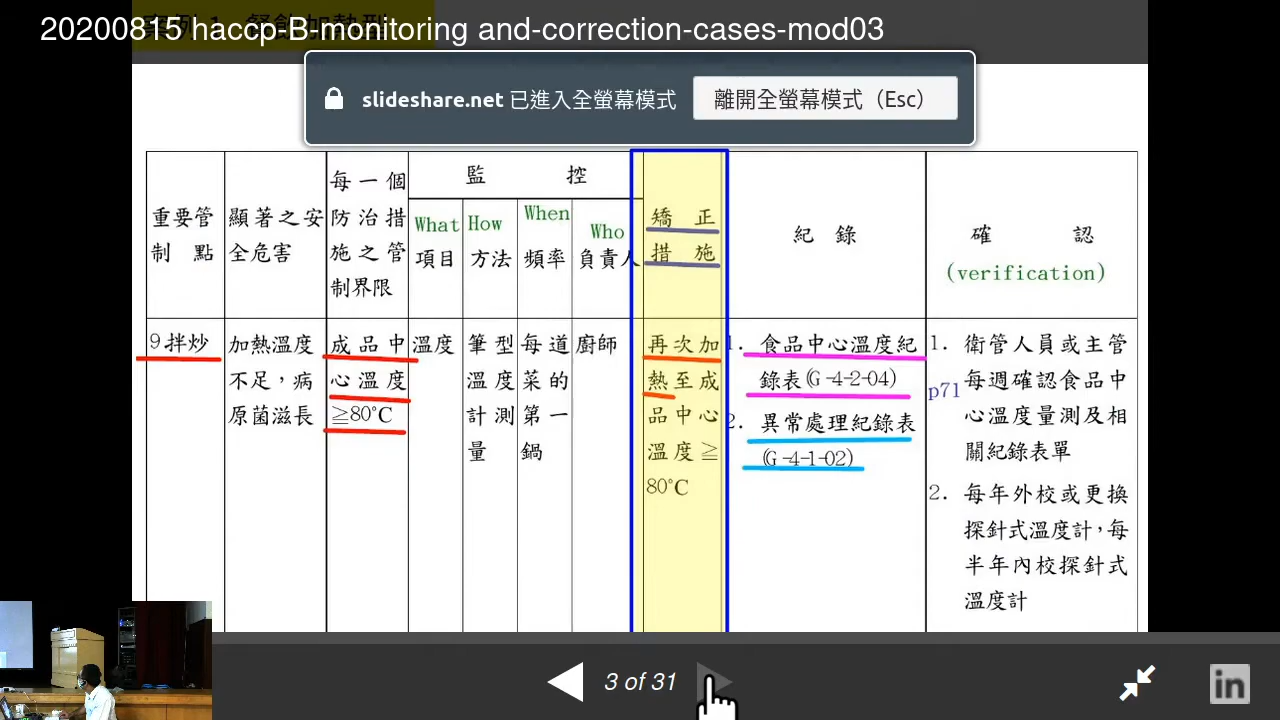 20200815 haccp-B-monitoring and-correction-cases-mod03
slideshare.net 已進入全螢幕模式
離開全螢幕模式（Esc）
重要管
制 點
顯著之安
全危害
每一個
防治措
施之管
制界限
監 控
What
項目
How
方法
When
頻率
Who
負責人
矯 正
措 施
紀 錄
確 認
(verification)
9拌炒
加熱溫度
不足，病
原菌滋長
成品中
心溫度
≧80℃
溫度
筆型
溫度
計測
量
每道
菜的
第一
鍋
廚師
再次加
熱至成
品中心
溫度≧
80℃
1. 食品中心溫度紀
錄表(G-4-2-04)
2. 異常處理紀錄表
(G-4-1-02)
1. 衛管人員或主管
每週確認食品中
心溫度量測及相
關紀錄表單
p71
2. 每年外校或更換
探針式溫度計，每
半年內校探針式
溫度計
3 of 31
in